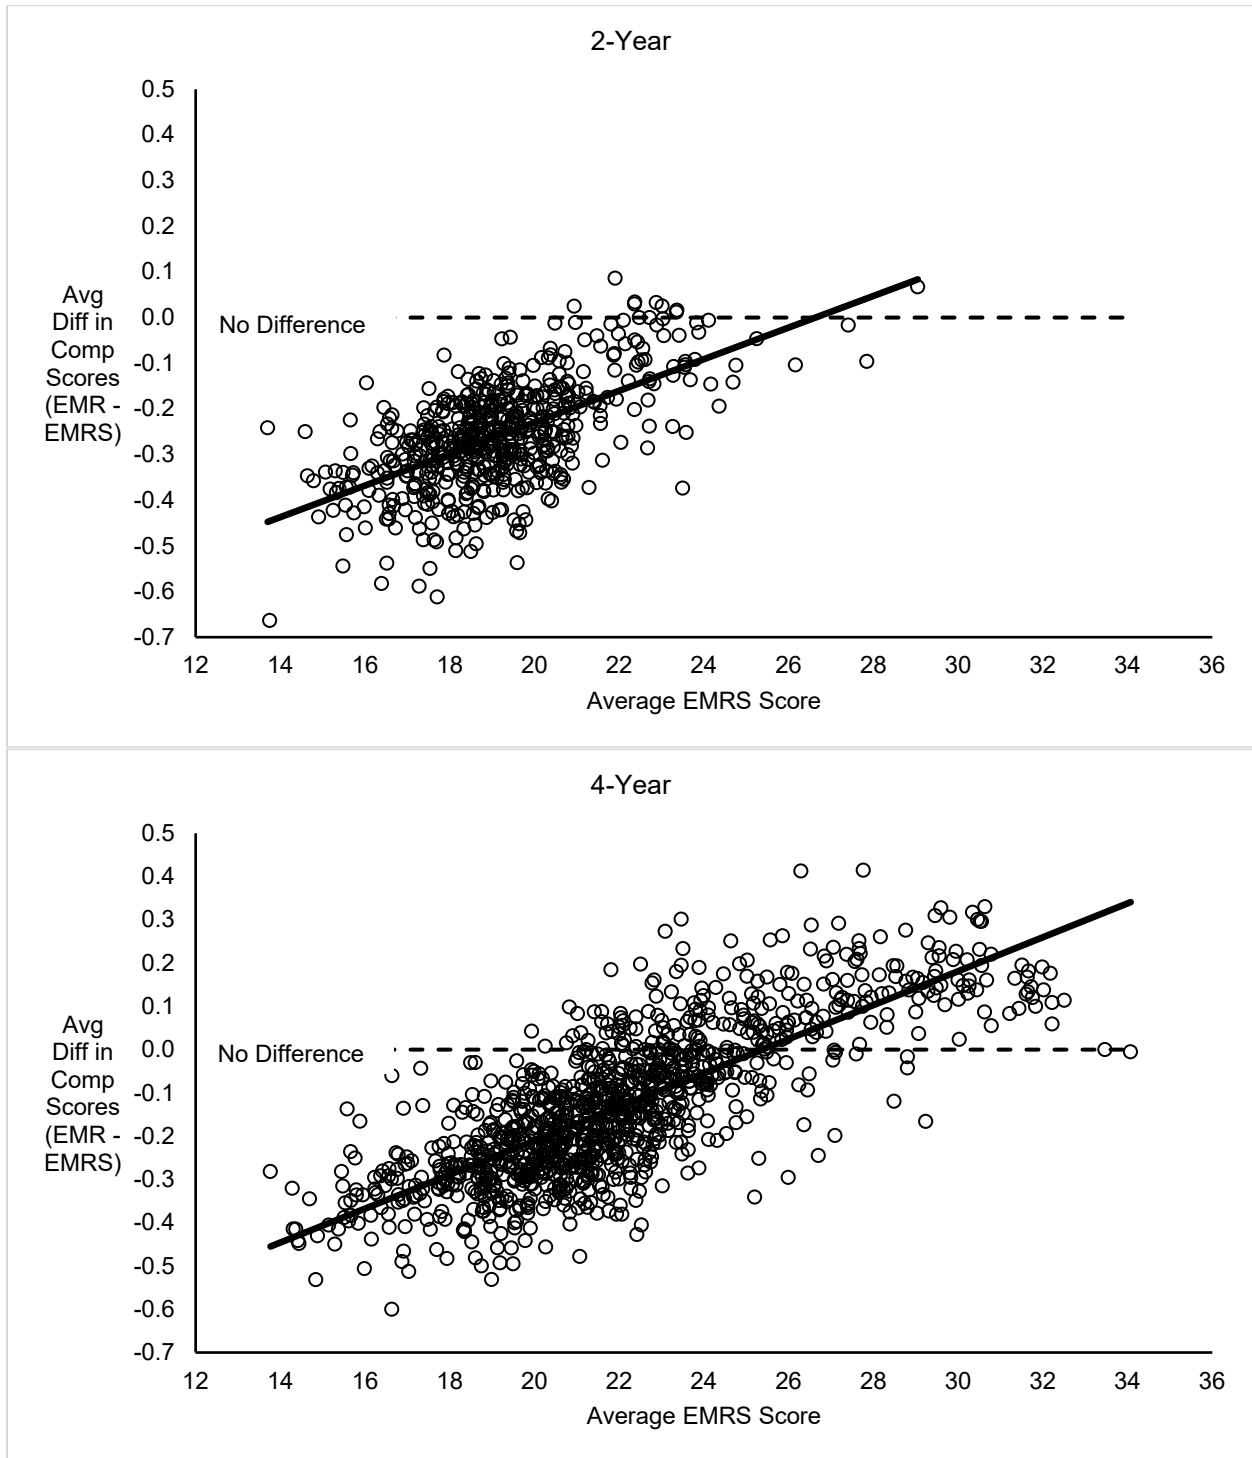 2-Year
0.5
0.4
0.3
0.2
0.1
0.0
-0.1
-0.2
-0.3
-0.4
-0.5
-0.6
-0.7
Avg
Diff in
Comp
Scores
(EMR -
EMRS)
No Difference
12 14 16 18 20 22 24 26 28 30 32 34 36
Average EMRS Score
4-Year
0.5
0.4
0.3
0.2
0.1
0.0
-0.1
-0.2
-0.3
-0.4
-0.5
-0.6
-0.7
Avg
Diff in
Comp
Scores
(EMR -
EMRS)
No Difference
12 14 16 18 20 22 24 26 28 30 32 34 36
Average EMRS Score